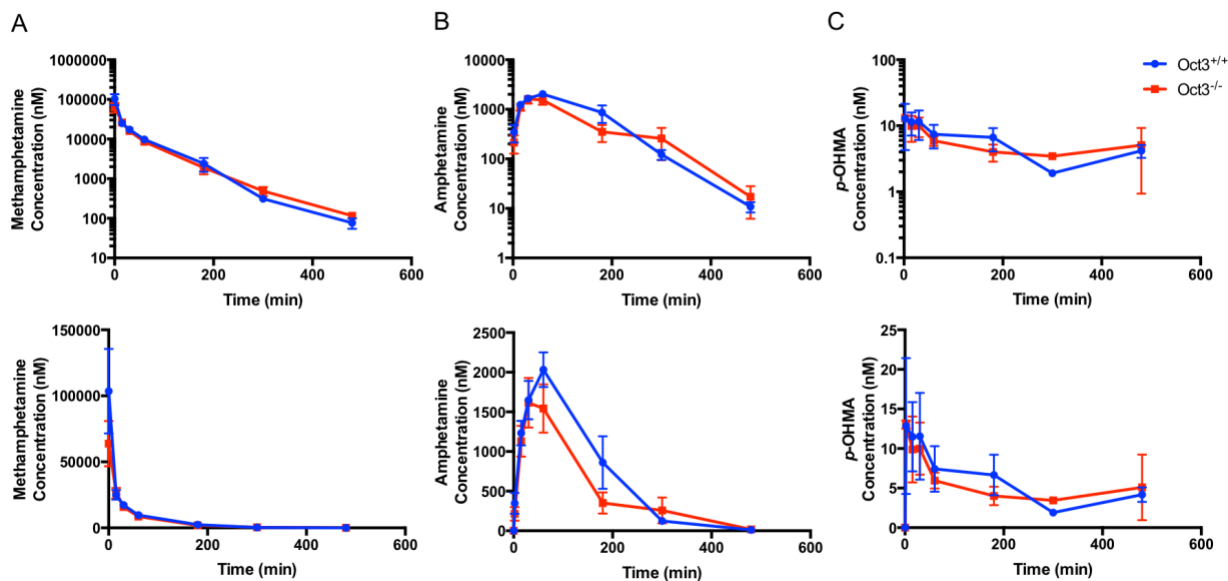 A
Methamphetamine
Concentration (nM)
1000000
100000
10000
1000
100
10
0
200
400
600
Time (min)
B
Amphetamine
Concentration (nM)
10000
1000
100
10
1
0
200
400
600
Time (min)
C
p-OHMA
Concentration (nM)
100
10
1
0.1
0
200
400
600
Time (min)
Oct3+/+
Oct3-/-
Methamphetamine
Concentration (nM)
150000
100000
50000
0
0
200
400
600
Time (min)
Amphetamine
Concentration (nM)
2500
2000
1500
1000
500
0
0
200
400
600
Time (min)
p-OHMA
Concentration (nM)
25
20
15
10
5
0
0
200
400
600
Time (min)